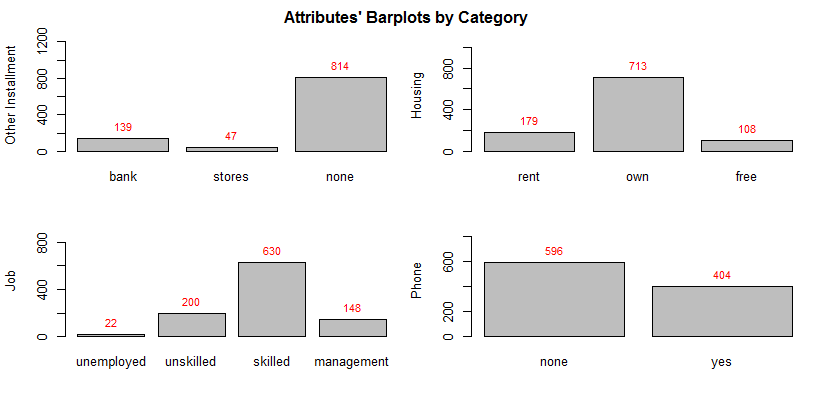 Attributes' Barplots by Category
Other Installment
1200
800
400
0
139
47
814
bank stores none
Housing
800
400
0
179
713
108
rent own free
Job
800
400
0
22
200
630
148
unemployed unskilled skilled management
Phone
600
200
0
596
404
none yes